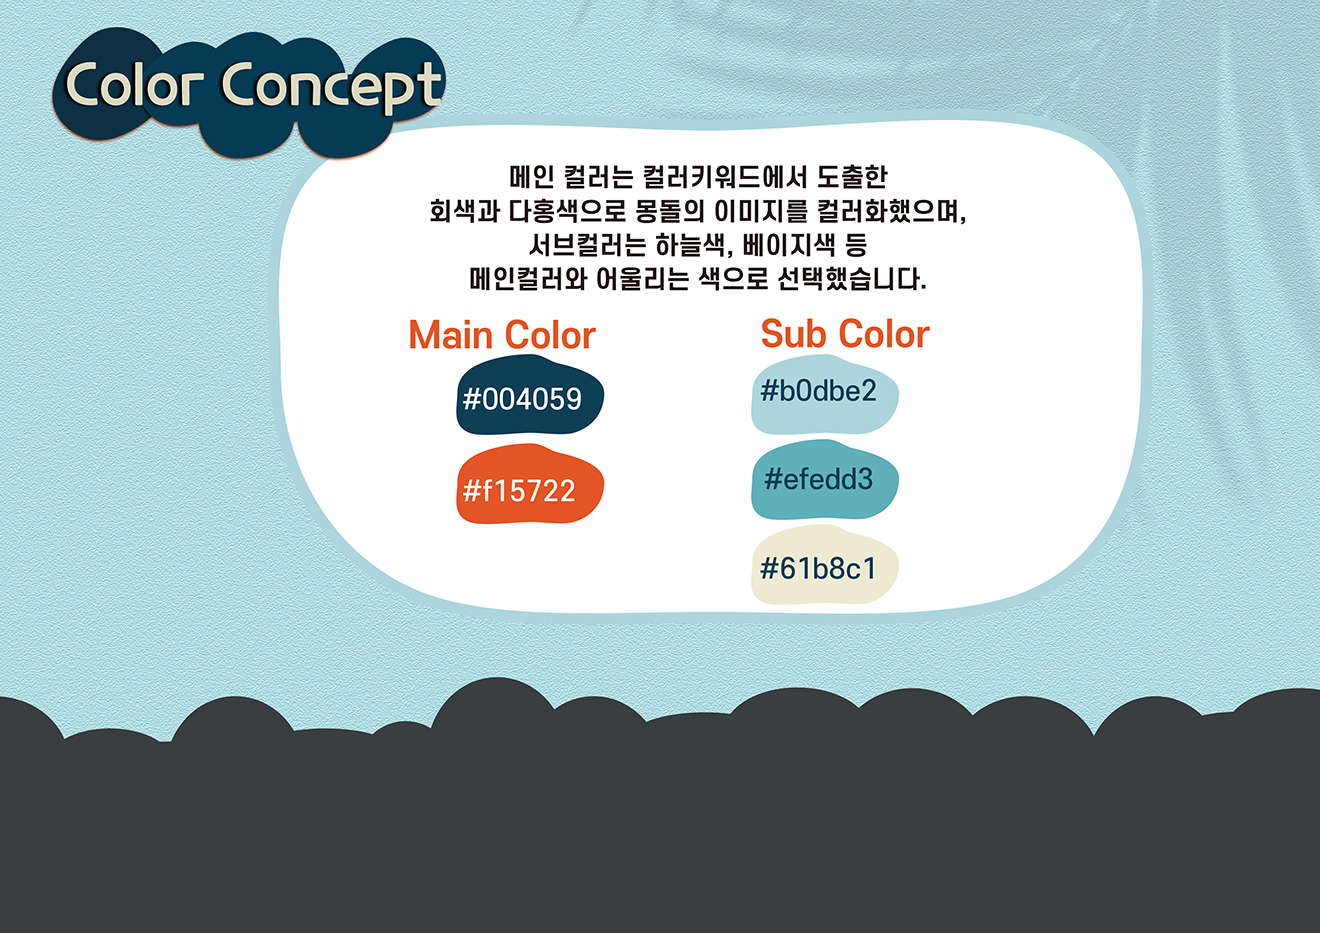 Color Concept
메인 컬러는 컬러키워드에서 도출한
회색과 다홍색으로 몽돌의 이미지를 컬러화했으며,
서브컬러는 하늘색, 베이지색 등
메인컬러와 어울리는 색으로 선택했습니다.
Main Color
#004059
#f15722
Sub Color
#b0dbe2
#efedd3
#61b8c1